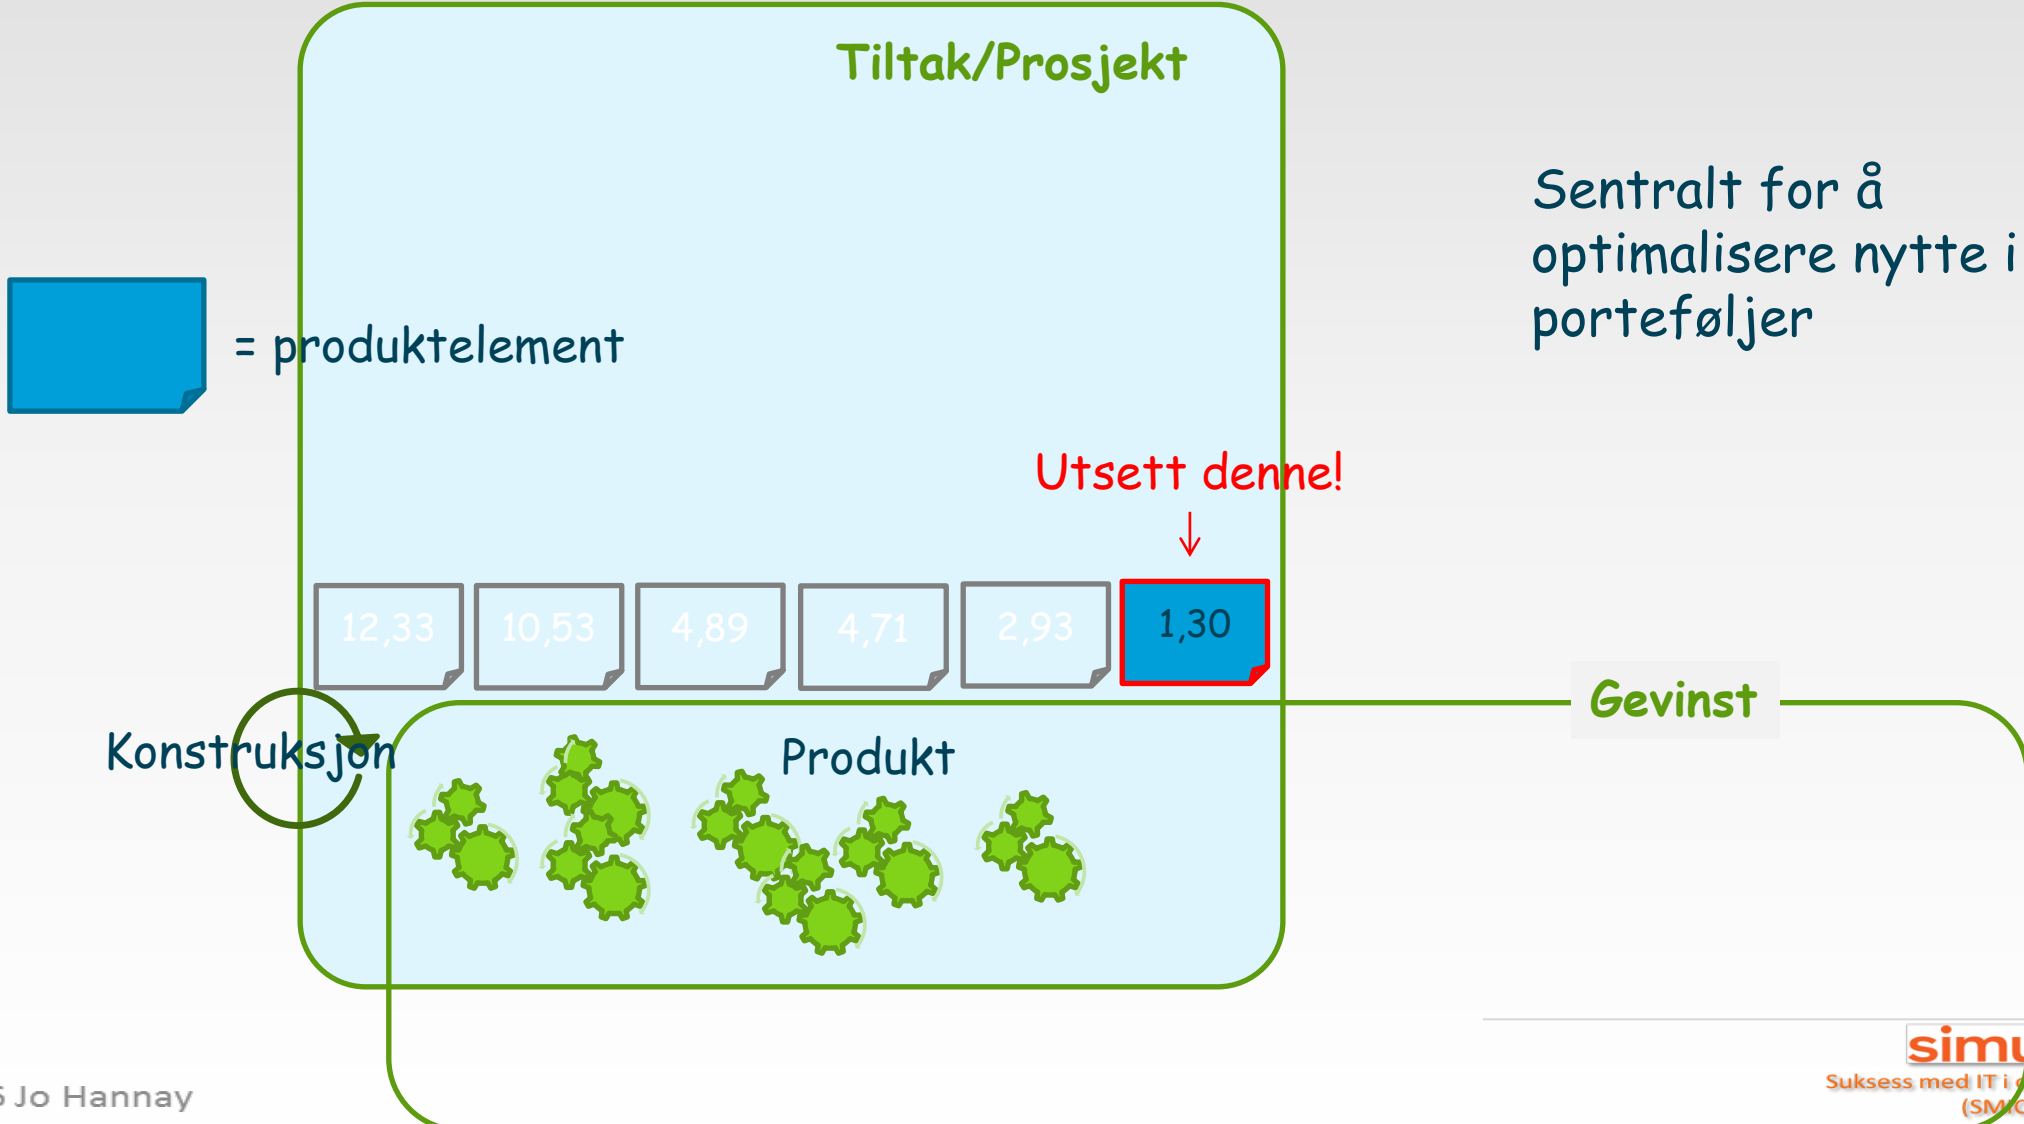 Tiltak/Prosjekt
Sentralt for å
optimalisere nytte i
porteføljer
= produktelement
Utsett denne!
12,33 10,53 4,89 4,71 2,93 1,30
Gevinst
Konstruksjon
Produkt
Suksess med IT i
Jo Hannay